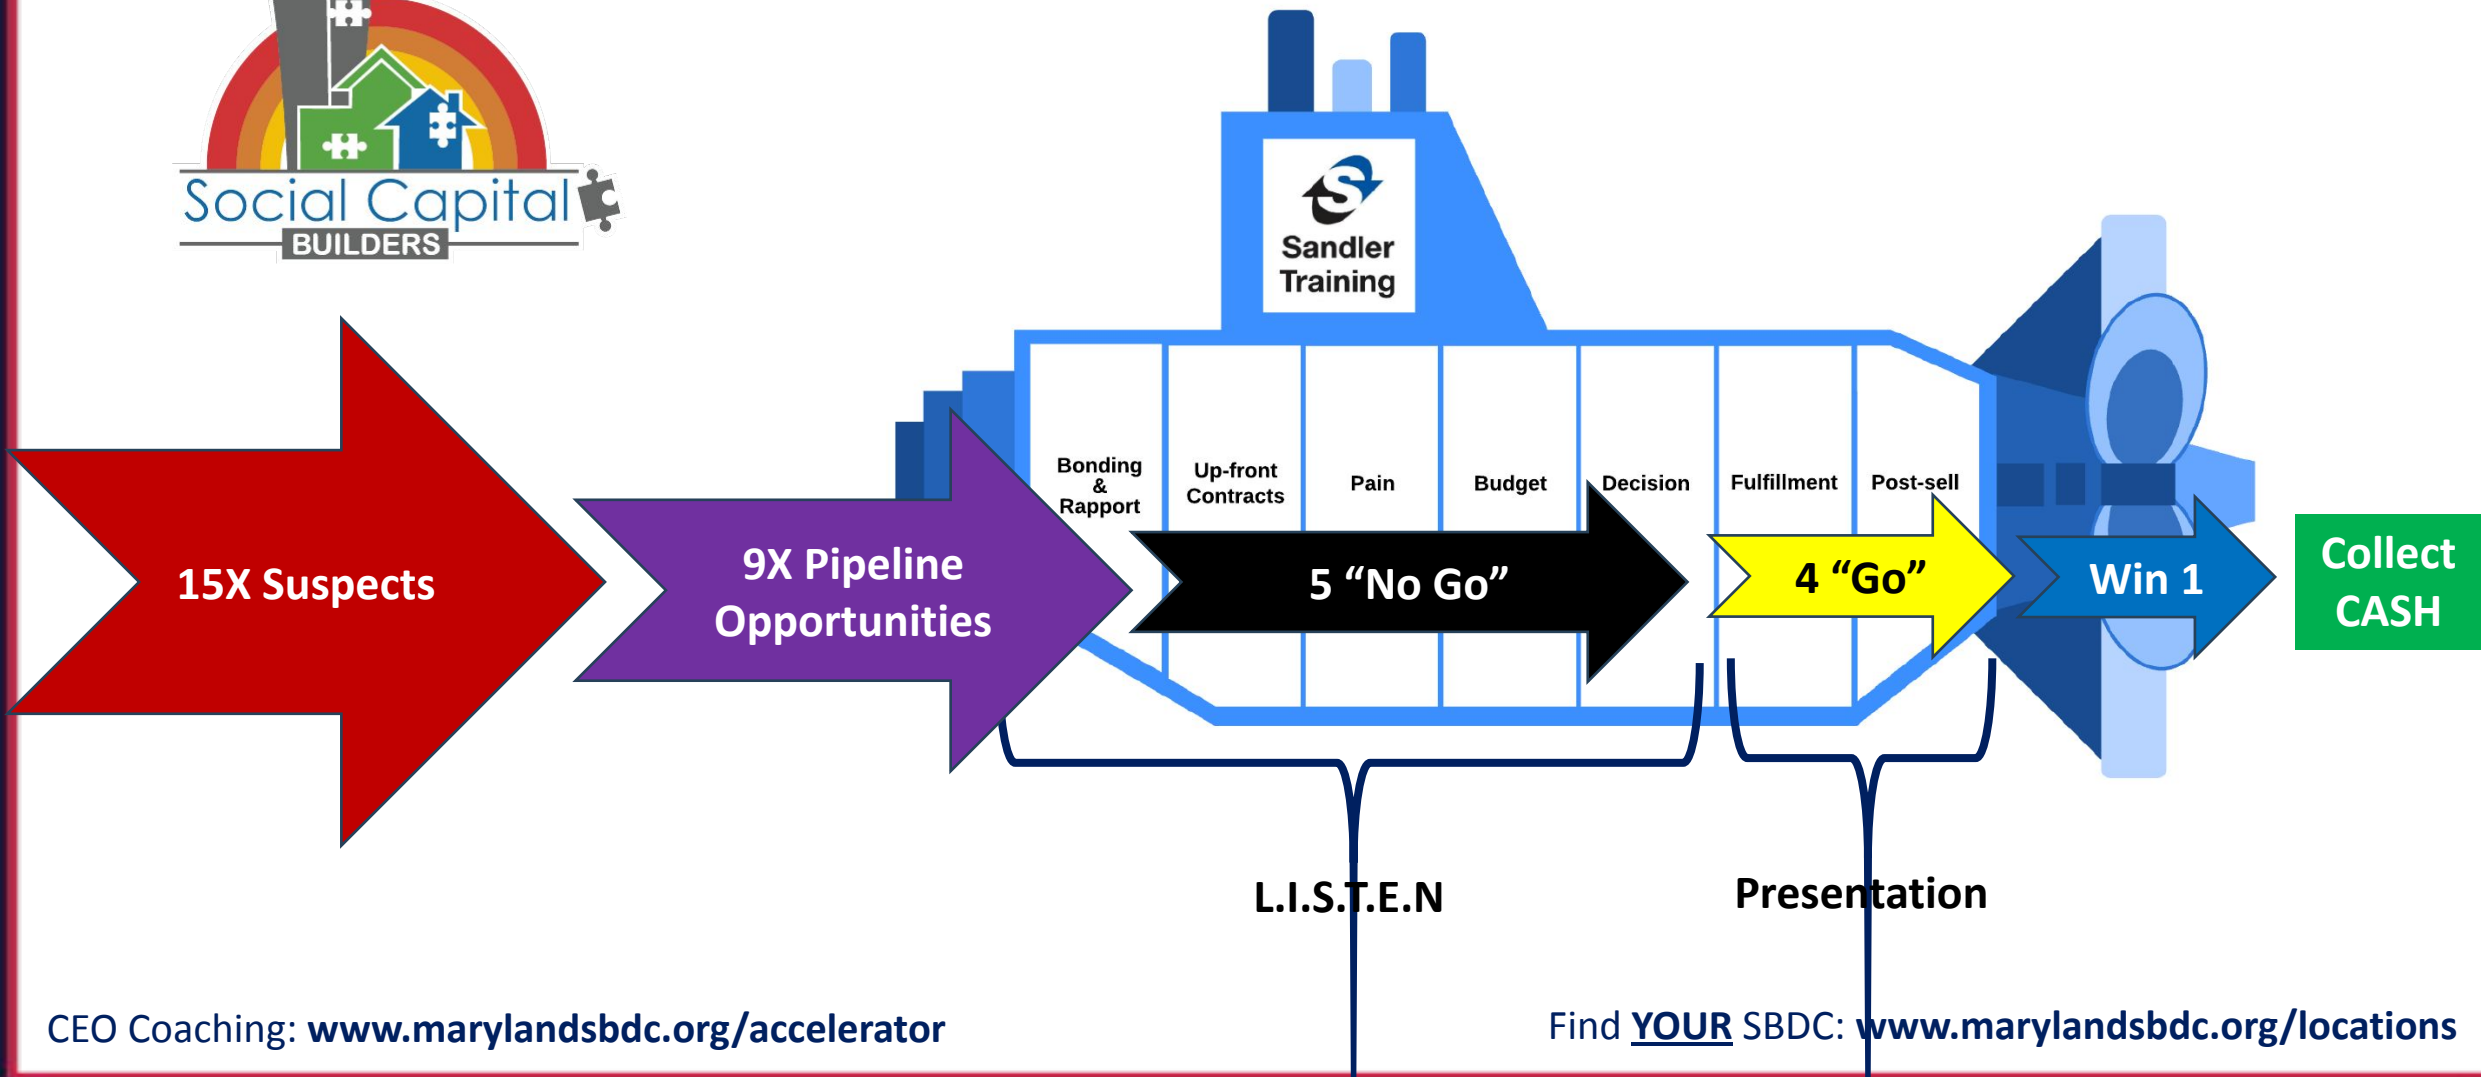 Social Capital
BUILDERS
Sandler
Training
Bonding
&
Rapport
Up-front
Contracts
Pain
Budget
Decision
Fulfillment
Post-sell
15X Suspects
9X Pipeline
Opportunities
5 “No Go”
4 “Go”
Win 1
Collect
CASH
L.I.S.T.E.N
Presentation
CEO Coaching: www.marylandsbdc.org/accelerator
Find YOUR SBDC: www.marylandsbdc.org/locations